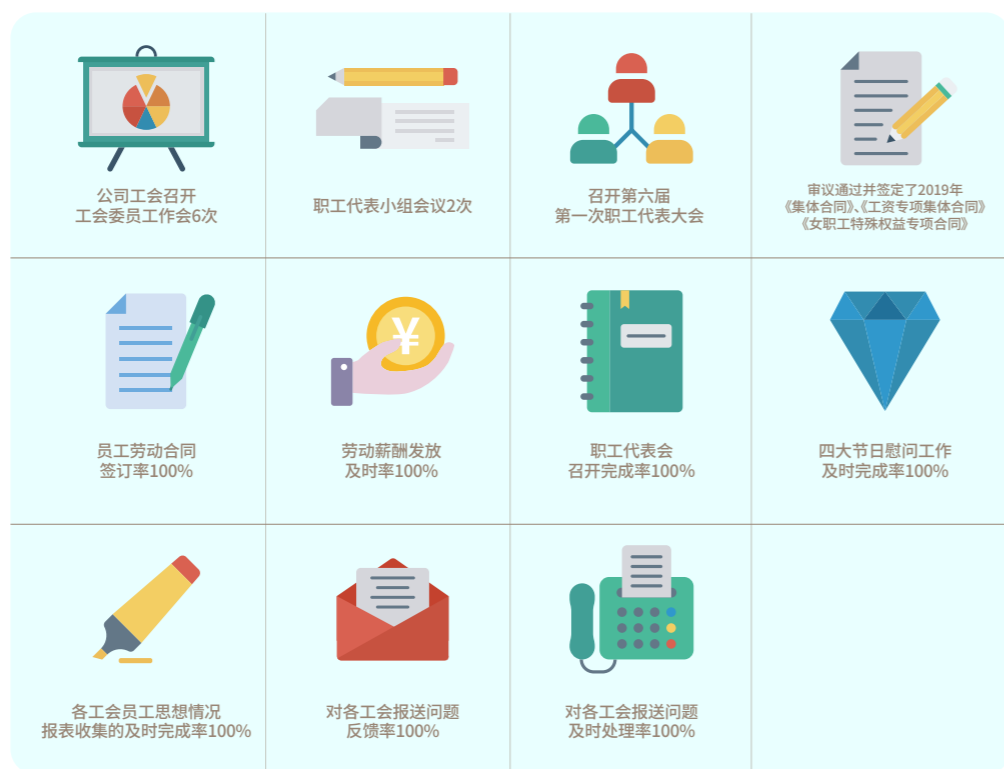 公司工会召开
工会委员工作会6次
职工代表小组会议2次
召开第六届
第一次职工代表大会
审议通过并签定了2019年
《集体合同》、《工资专项集体合同》
《女职工特殊权益专项合同》
员工劳动合同
签订率100%
¥
劳动薪酬发放
及时率100%
职工代表会
召开完成率100%
四大节日慰问工作
及时完成率100%
各工会员工思想情况
报表收集的及时完成率100%
对各工会报送问题
反馈率100%
对各工会报送问题
及时处理率100%